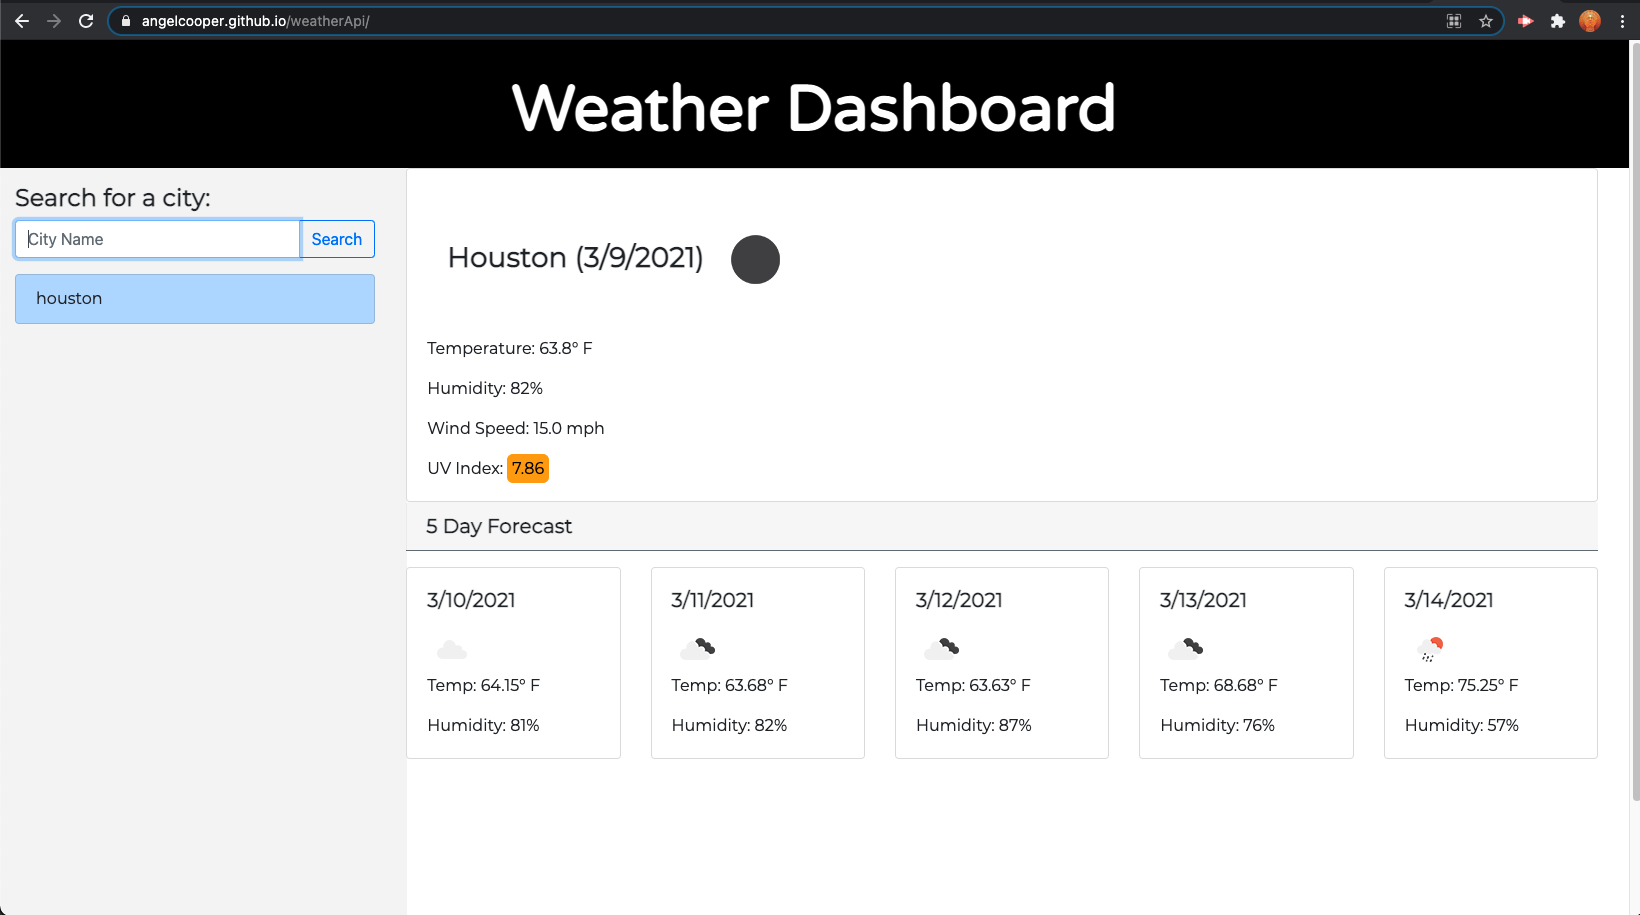 angelcooper.github.io/weatherApi/
Weather Dashboard
Search for a city:
City Name
Search
houston
Houston (3/9/2021)
Temperature: 63.8° F
Humidity: 82%
Wind Speed: 15.0 mph
UV Index: 7.86
5 Day Forecast
3/10/2021
Temp: 64.15° F
Humidity: 81%
3/11/2021
Temp: 63.68° F
Humidity: 82%
3/12/2021
Temp: 63.63° F
Humidity: 87%
3/13/2021
Temp: 68.68° F
Humidity: 76%
3/14/2021
Temp: 75.25° F
Humidity: 57%